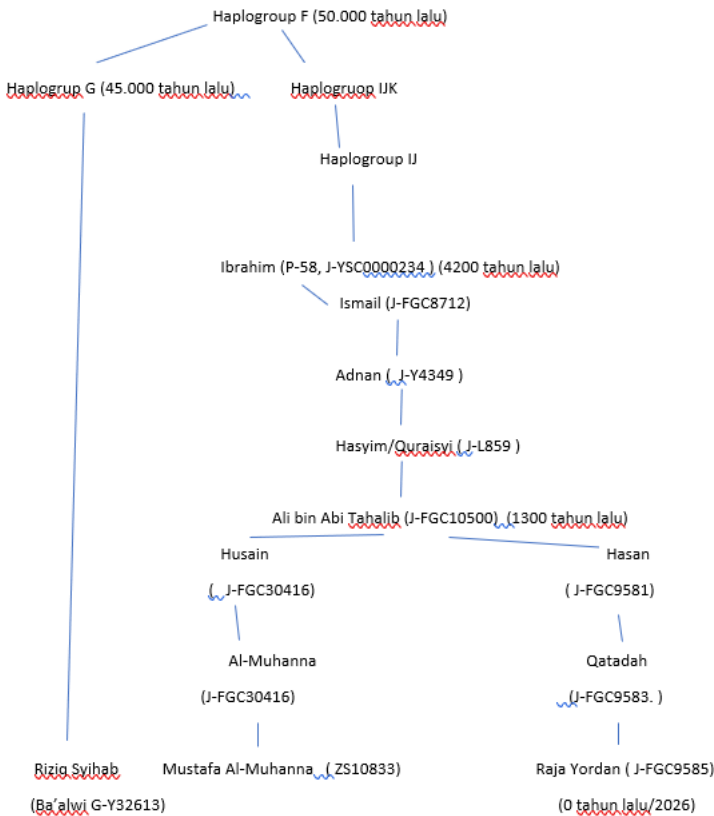 Haplogroup F (50.000 tahun lalu)
Haplogrup G (45.000 tahun lalu) Haplogruop IJK
Haplogroup IJ
Ibrahim (P-58, J-YSC0000234 ) (4200 tahun lalu)
Ismail (J-FGC8712)
Adnan ( J-Y4349 )
Hasyim/Quraisyi ( J-L859 )
Ali bin Abi Tahalib (J-FGC10500) (1300 tahun lalu)
Husain Hasan
( J-FGC30416) ( J-FGC9581)
Al-Muhanna Qatadah
(J-FGC30416) (J-FGC9583. )
Riziq Syihab Mustafa Al-Muhanna ( ZS10833) Raja Yordan ( J-FGC9585)
(Ba’alwi G-Y32613) (0 tahun lalu/2026)